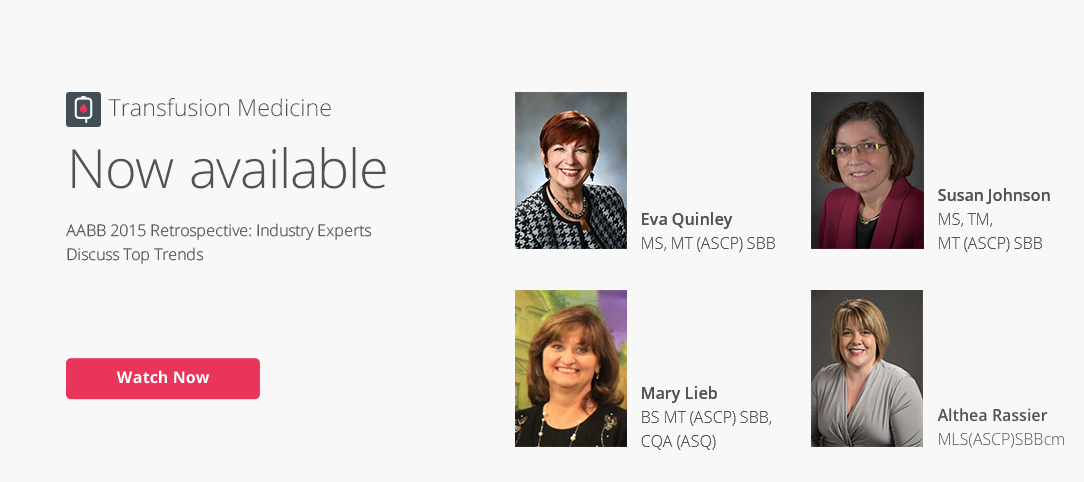 Transfusion Medicine
Now available
AABB 2015 Retrospective: Industry Experts
Discuss Top Trends
Watch Now
Eva Quinley
MS, MT (ASCP) SBB
Susan Johnson
MS, TM,
MT (ASCP) SBB
Mary Lieb
BS MT (ASCP) SBB,
CQA (ASQ)
Althea Rassier
MLS(ASCP)SBBcm